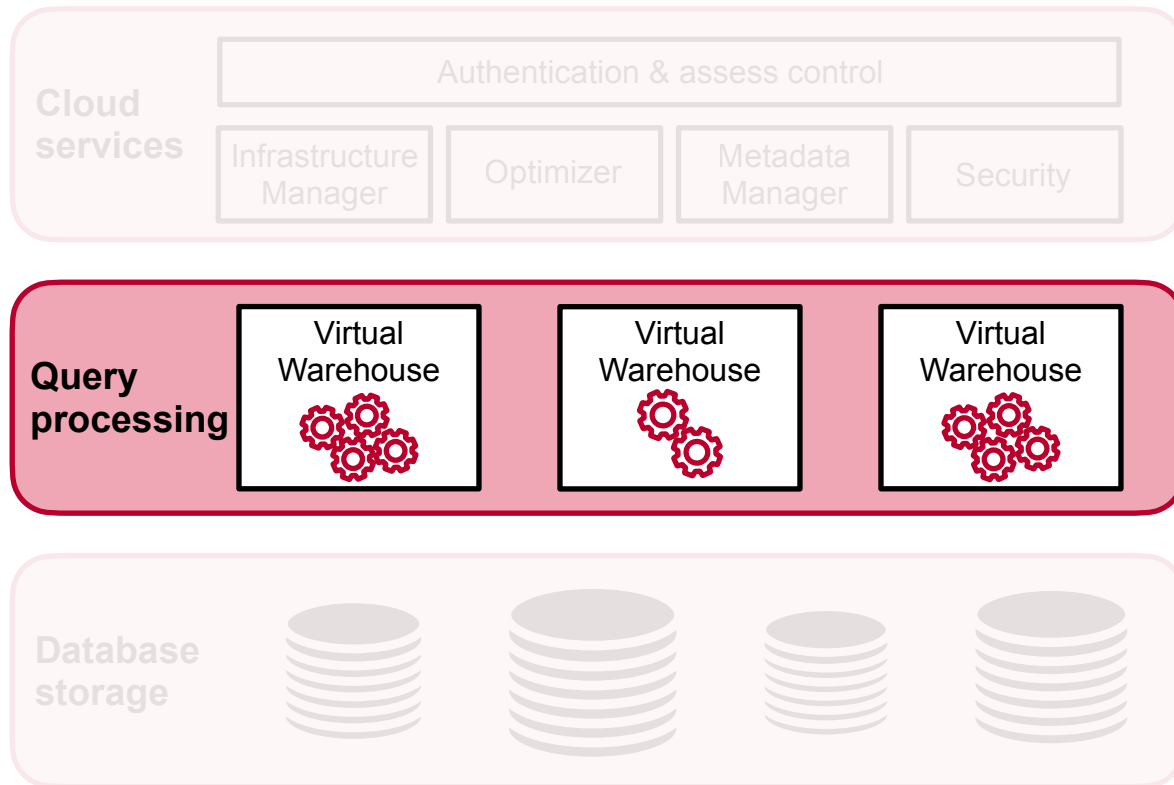 Cloud
services
Authentication & assess control
Infrastructure
Manager
Optimizer
Metadada
Manager
Security
Query
processing
Virtual
Warehouse
Virtual
Warehouse
Virtual
Warehouse
Database
storage